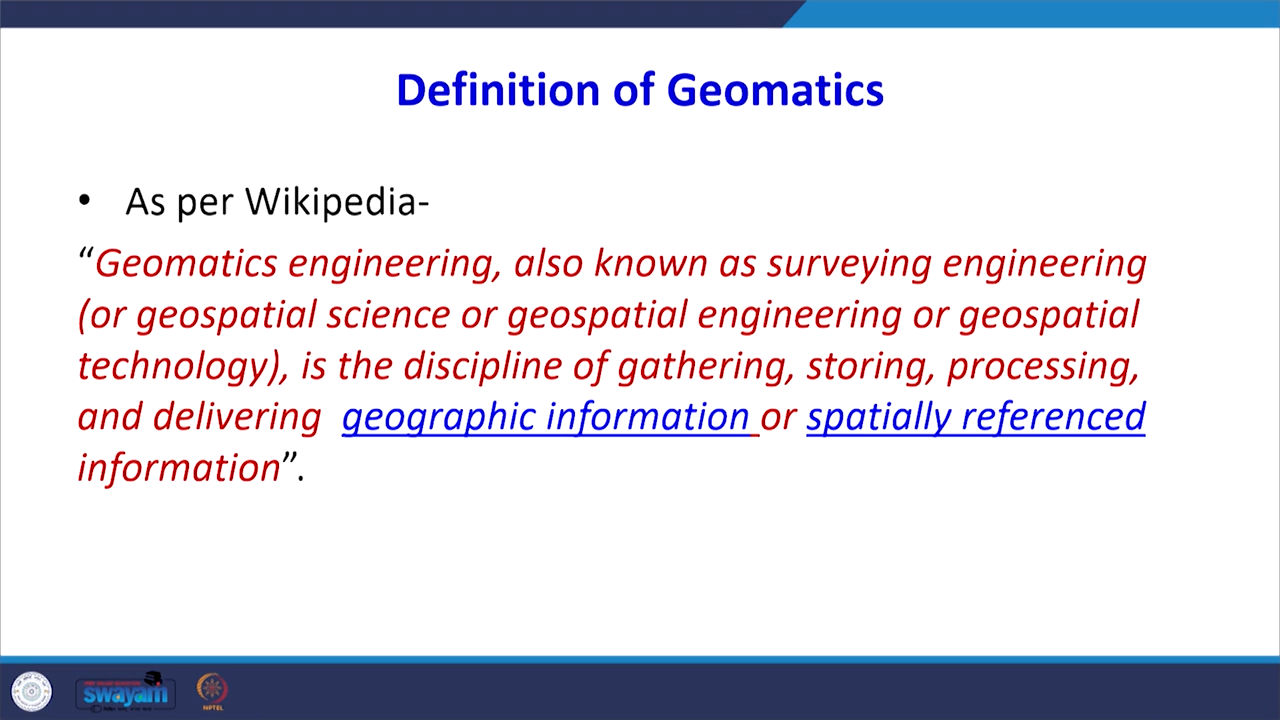 Definition of Geomatics
• As per Wikipedia-
“Geomatics engineering, also known as surveying engineering
(or geospatial science or geospatial engineering or geospatial
technology), is the discipline of gathering, storing, processing,
and delivering geographic information or spatially referenced
information”.
swayam
NPTEL